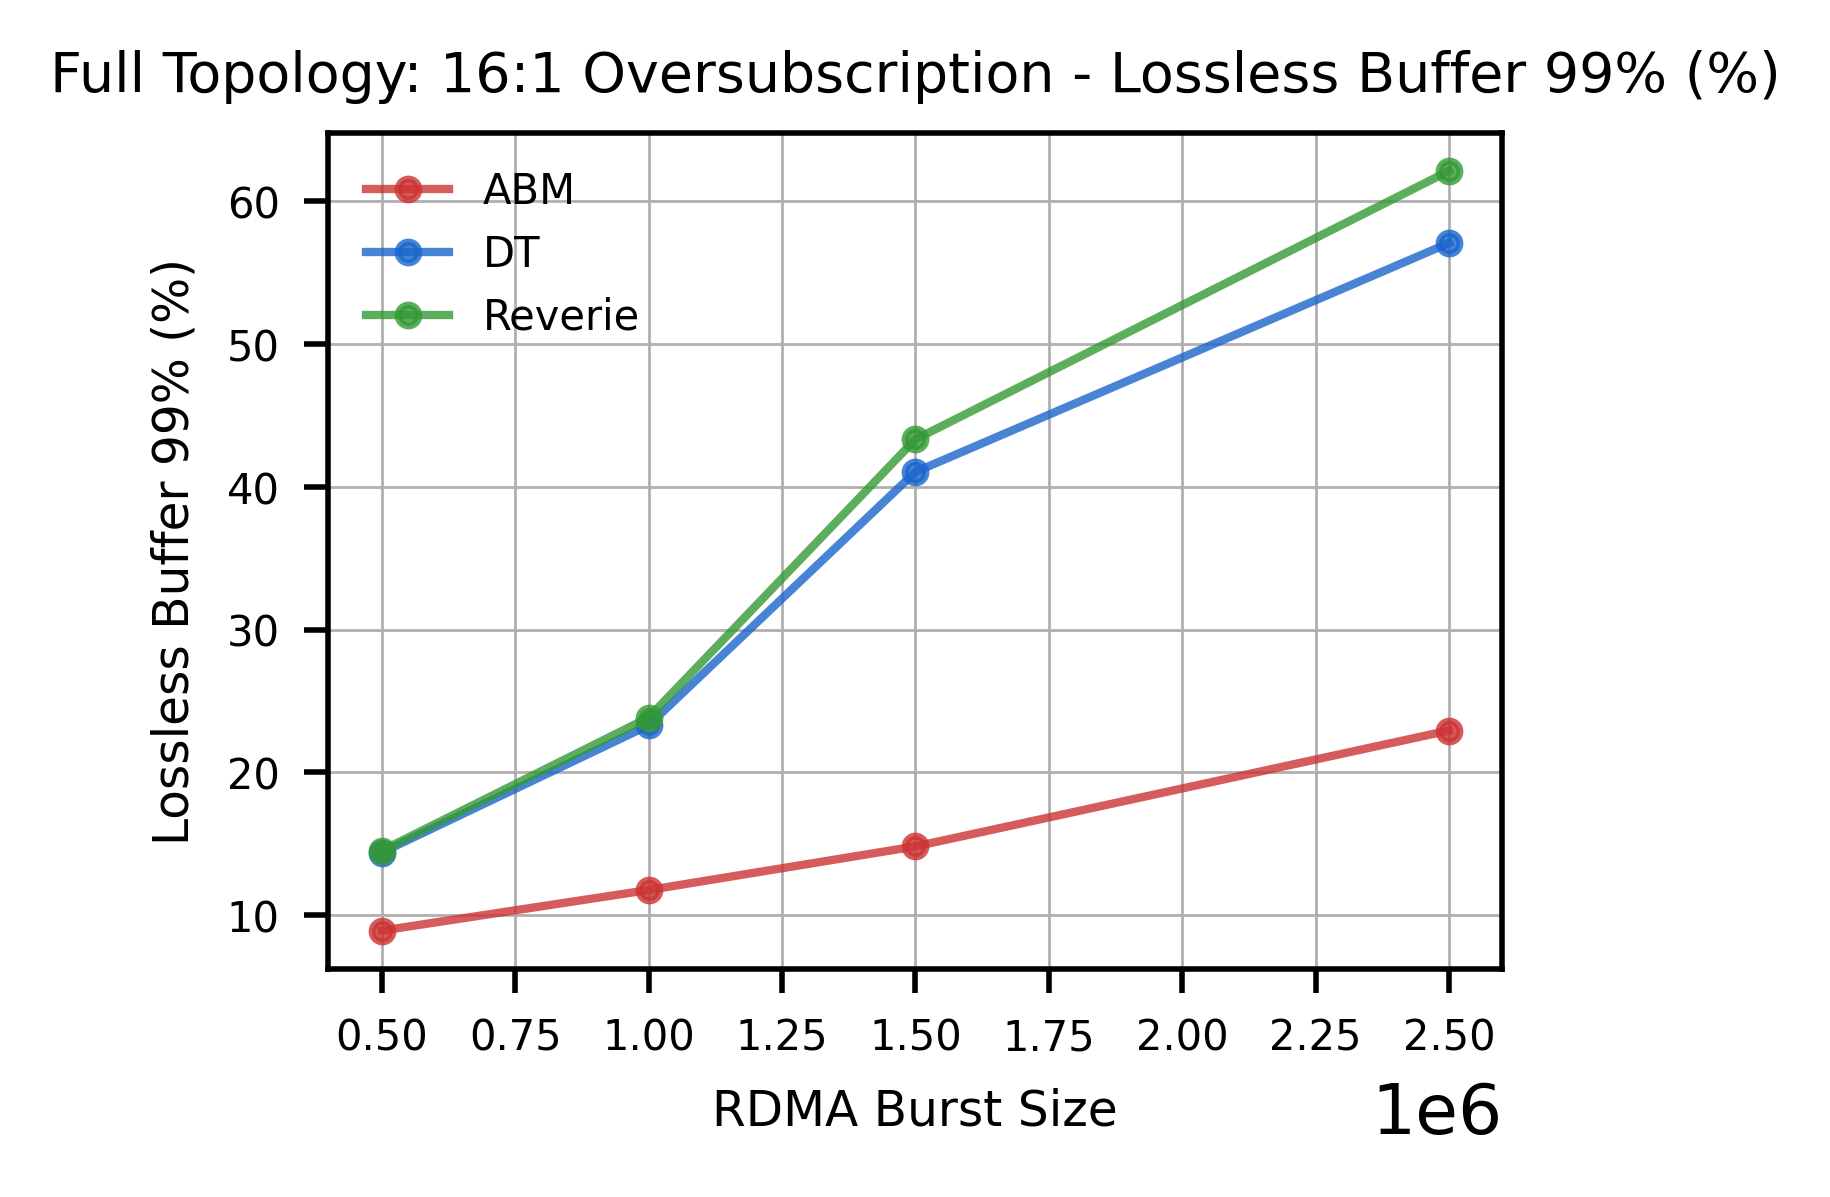 Full Topology: 16:1 Oversubscription - Lossless Buffer 99% (%)
ABM
DT
Reverie
Lossless Buffer 99% (%)
60
50
40
30
20
10
0.50 0.75 1.00 1.25 1.50 1.75 2.00 2.25 2.50
RDMA Burst Size
1e6